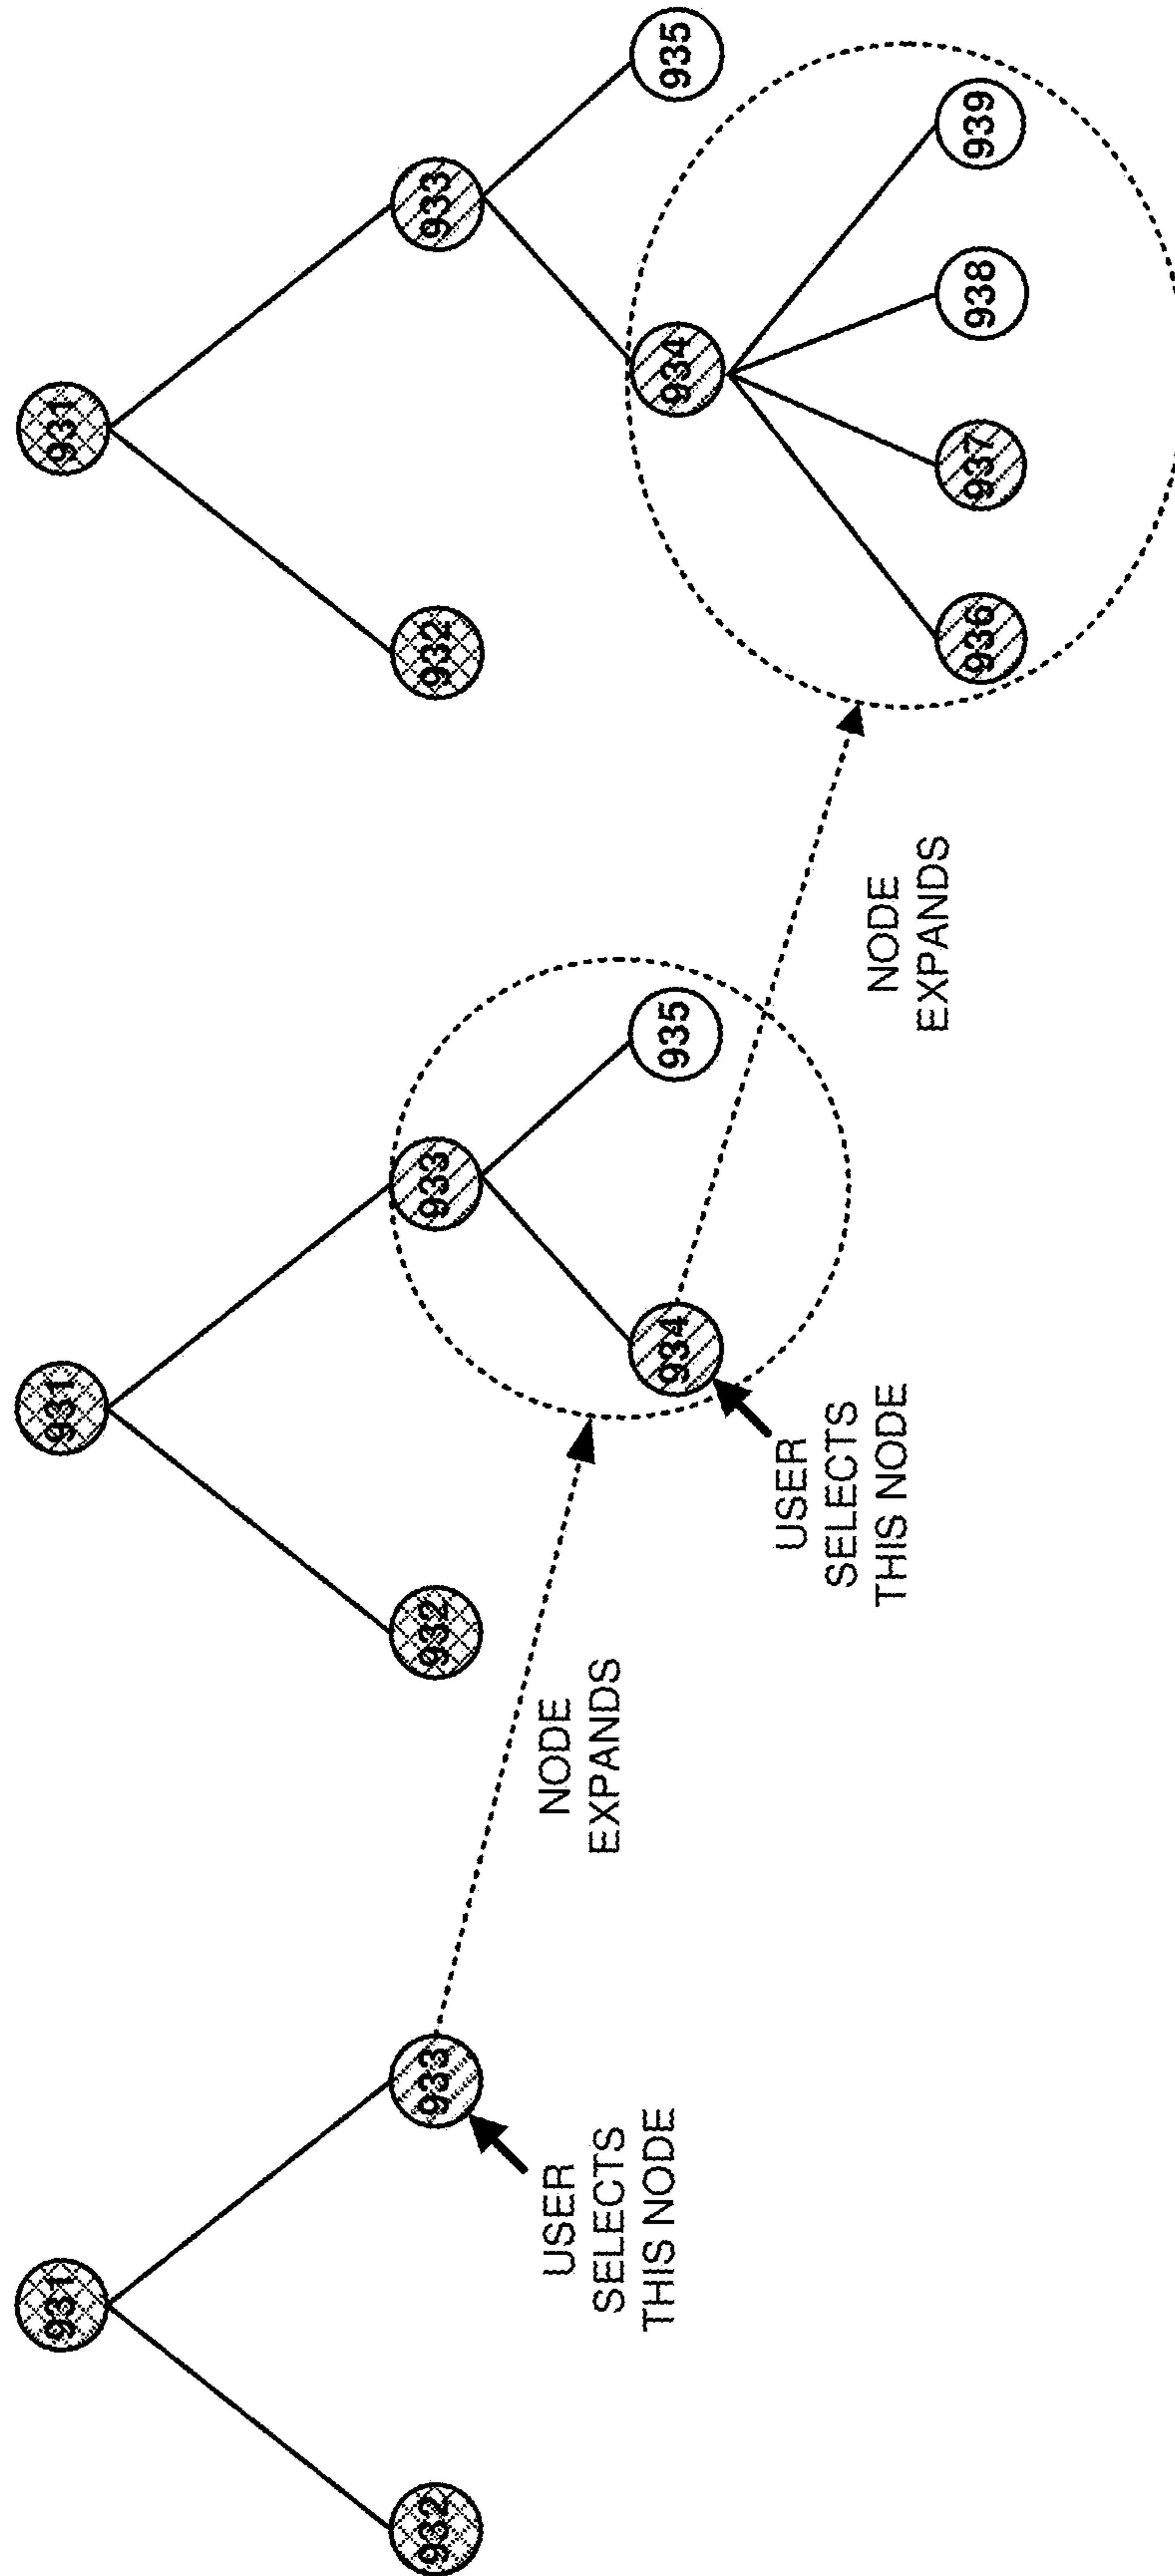 931
932
933
USER
SELECTS
THIS NODE
NODE
EXPANDS
931
932
933
934
935
USER
SELECTS
THIS NODE
NODE
EXPANDS
931
932
933
934
935
936
937
938
939